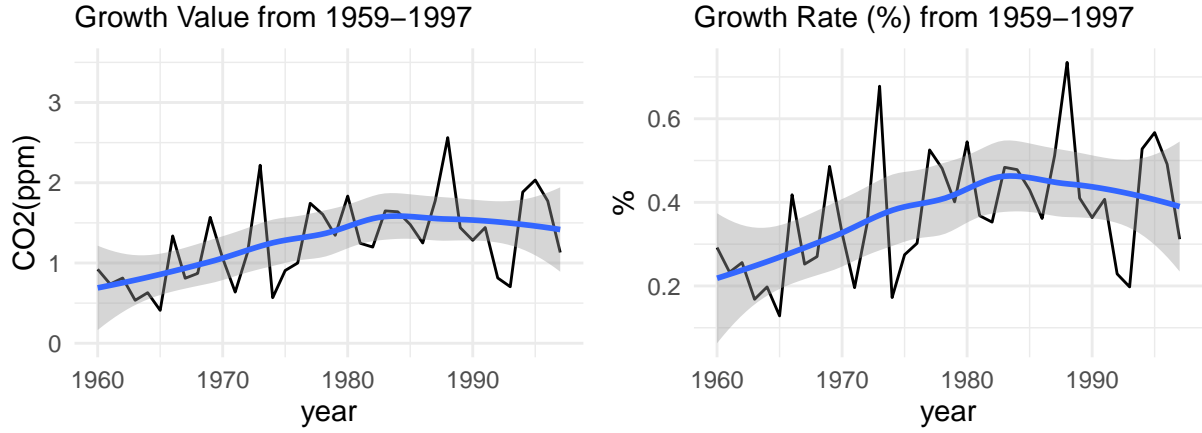 Growth Value from 1959−1997
CO2(ppm)
3
2
1
0
1960 1970 1980 1990
year
Growth Rate (%) from 1959−1997
%
0.6
0.4
0.2
1960 1970 1980 1990
year